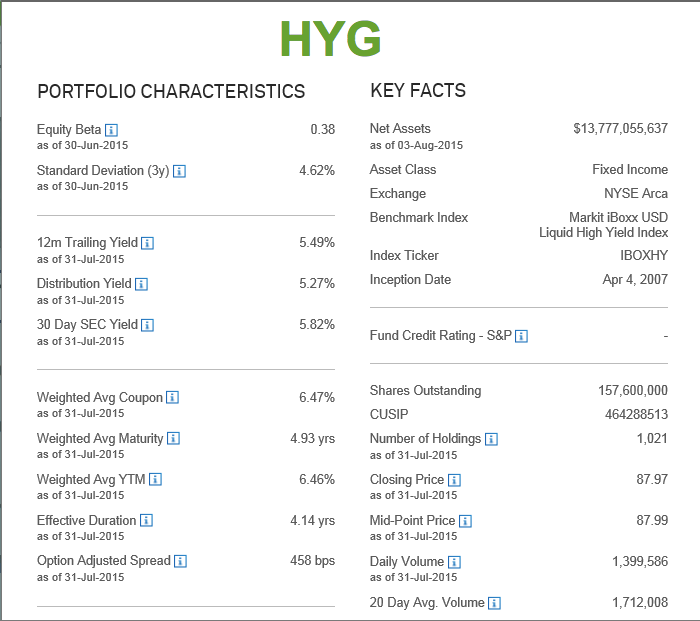 HYG
PORTFOLIO CHARACTERISTICS
Equity Beta 0.38
as of 30-Jun-2015
Standard Deviation (3y) 4.62%
as of 30-Jun-2015
12m Trailing Yield 5.49%
as of 31-Jul-2015
Distribution Yield 5.27%
as of 31-Jul-2015
30 Day SEC Yield 5.82%
as of 31-Jul-2015
Weighted Avg Coupon 6.47%
as of 31-Jul-2015
Weighted Avg Maturity 4.93 yrs
as of 31-Jul-2015
Weighted Avg YTM 6.46%
as of 31-Jul-2015
Effective Duration 4.14 yrs
as of 31-Jul-2015
Option Adjusted Spread 458 bps
as of 31-Jul-2015
KEY FACTS
Net Assets $13,777,055,637
as of 03-Aug-2015
Asset Class Fixed Income
Exchange NYSE Arca
Benchmark Index Markit iBoxx USD
Liquid High Yield Index
Index Ticker IBOXHY
Inception Date Apr 4, 2007
Fund Credit Rating - S&P -
Shares Outstanding 157,600,000
CUSIP 464288513
Number of Holdings 1,021
as of 31-Jul-2015
Closing Price 87.97
as of 31-Jul-2015
Mid-Point Price 87.99
as of 31-Jul-2015
Daily Volume 1,399,586
as of 31-Jul-2015
20 Day Avg. Volume 1,712,008